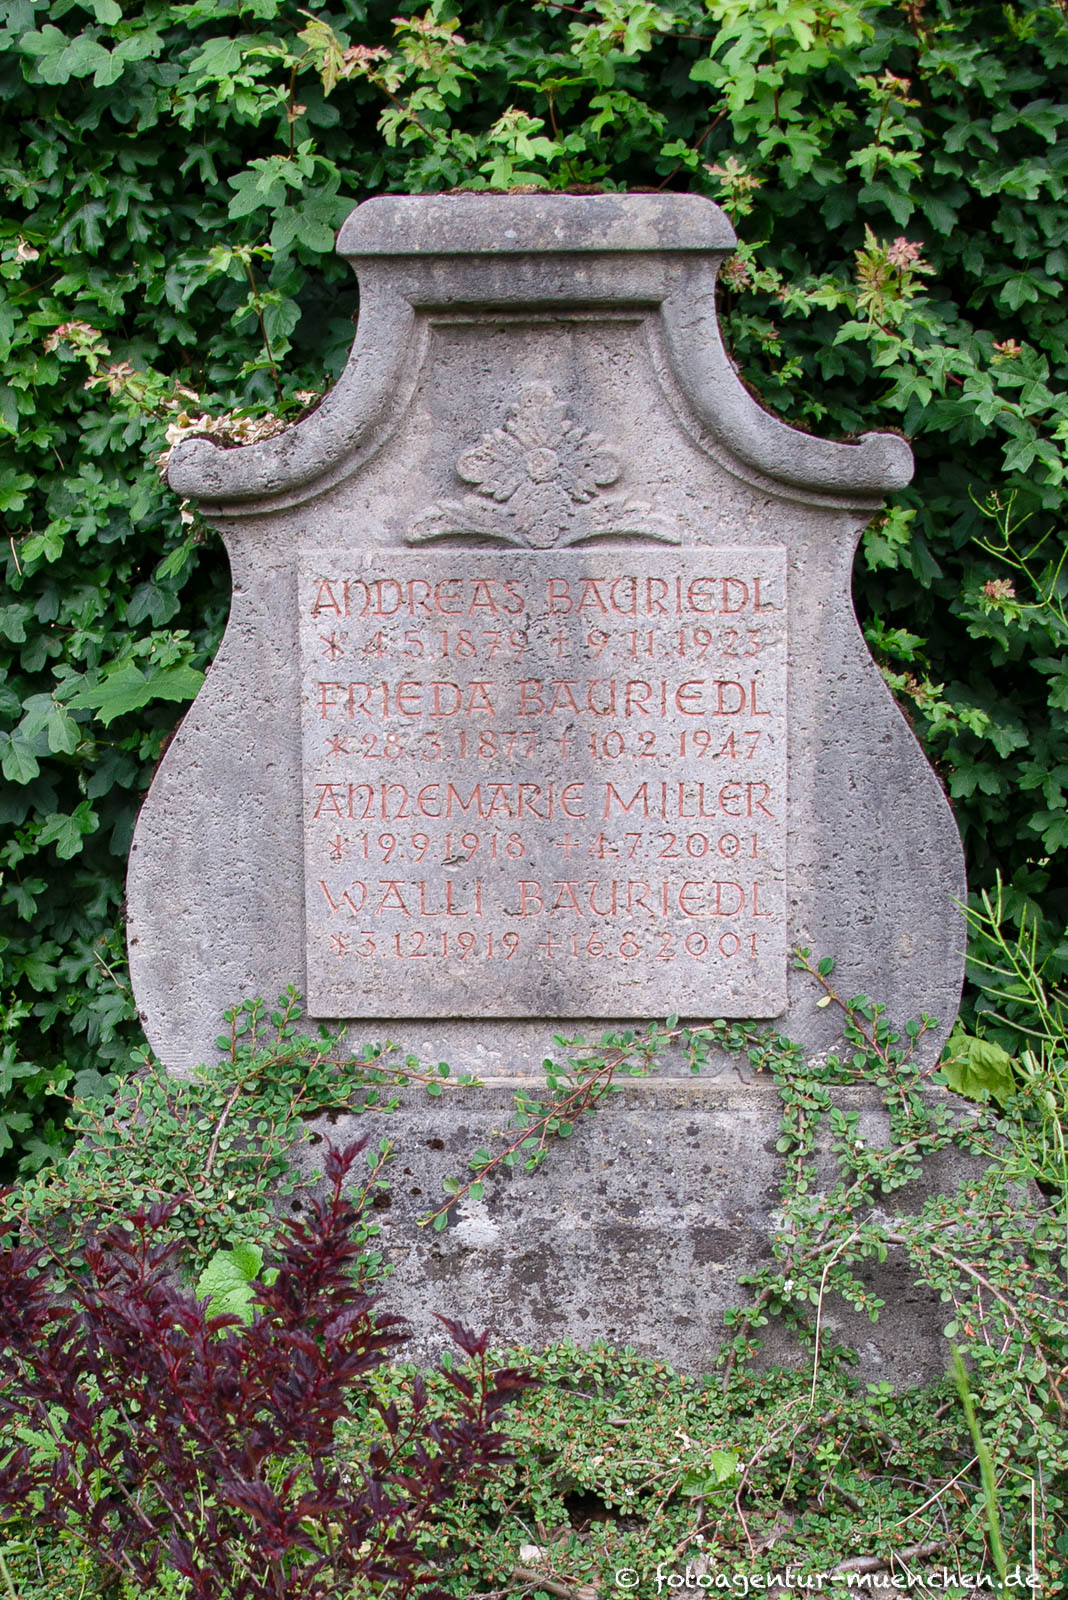 ANDREAS BAURIEDL
* 4.5.1879 † 9.11.1923
FRIEDA BAURIEDL
* 28.3.1877 † 10.2.1947
ANNEMARIE MILLER
* 19.9.1918 † 4.7.2001
WALLI BAURIEDL
* 3.12.1919 † 16.8.2001
© fotoagentur-muenchen.de